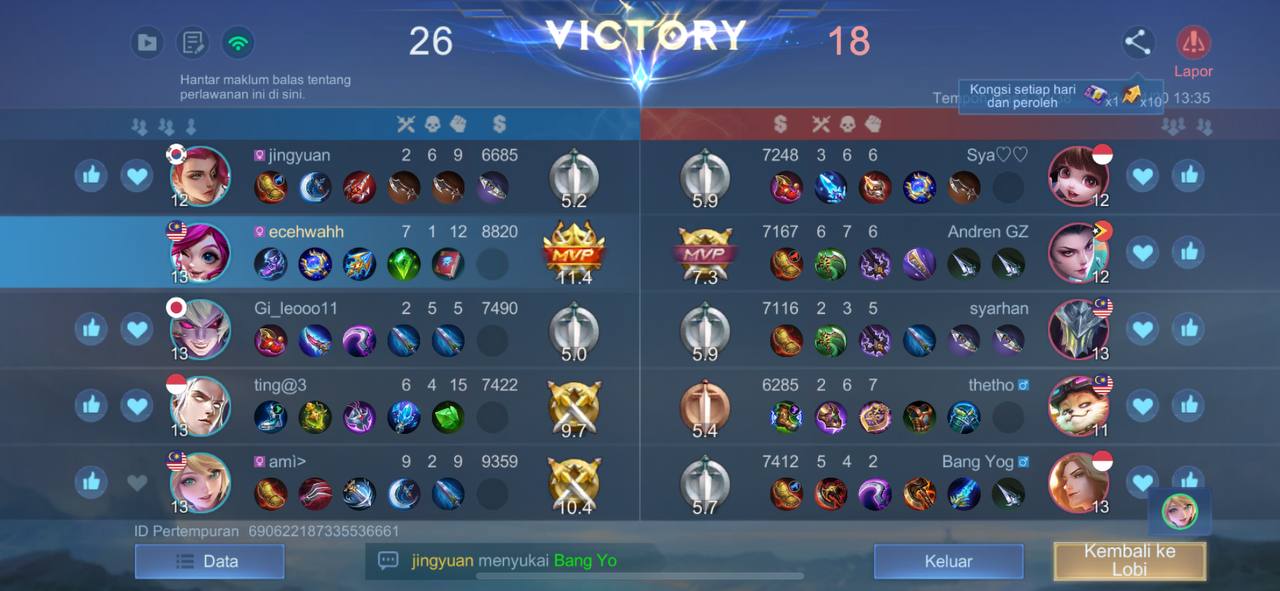 26
VICTORY
18
Lapor
Hantar maklum balas tentang
perlawanan ini di sini.
Kongsi setiap hari
dan peroleh
x1
x10
Tem
13:35
jingyuan 2 6 9 6685
12
5.2
7248 3 6 6 Sya♡♡
5.9
12
ecehwahh 7 1 12 8820
13
MVP
11.4
7167 6 7 6 Andren GZ
MVP
7.3
12
Gi_leooo11 2 5 5 7490
13
5.0
7116 2 3 5 syarhan
5.9
13
ting@3 6 4 15 7422
13
9.7
6285 2 6 7 thetho
5.4
11
ami> 9 2 9 9359
13
10.4
7412 5 4 2 Bang Yog
5.7
13
ID Pertempuran 690622187335536661
Data
jingyuan menyukai Bang Yo
Keluar
Kembali ke
Lobi